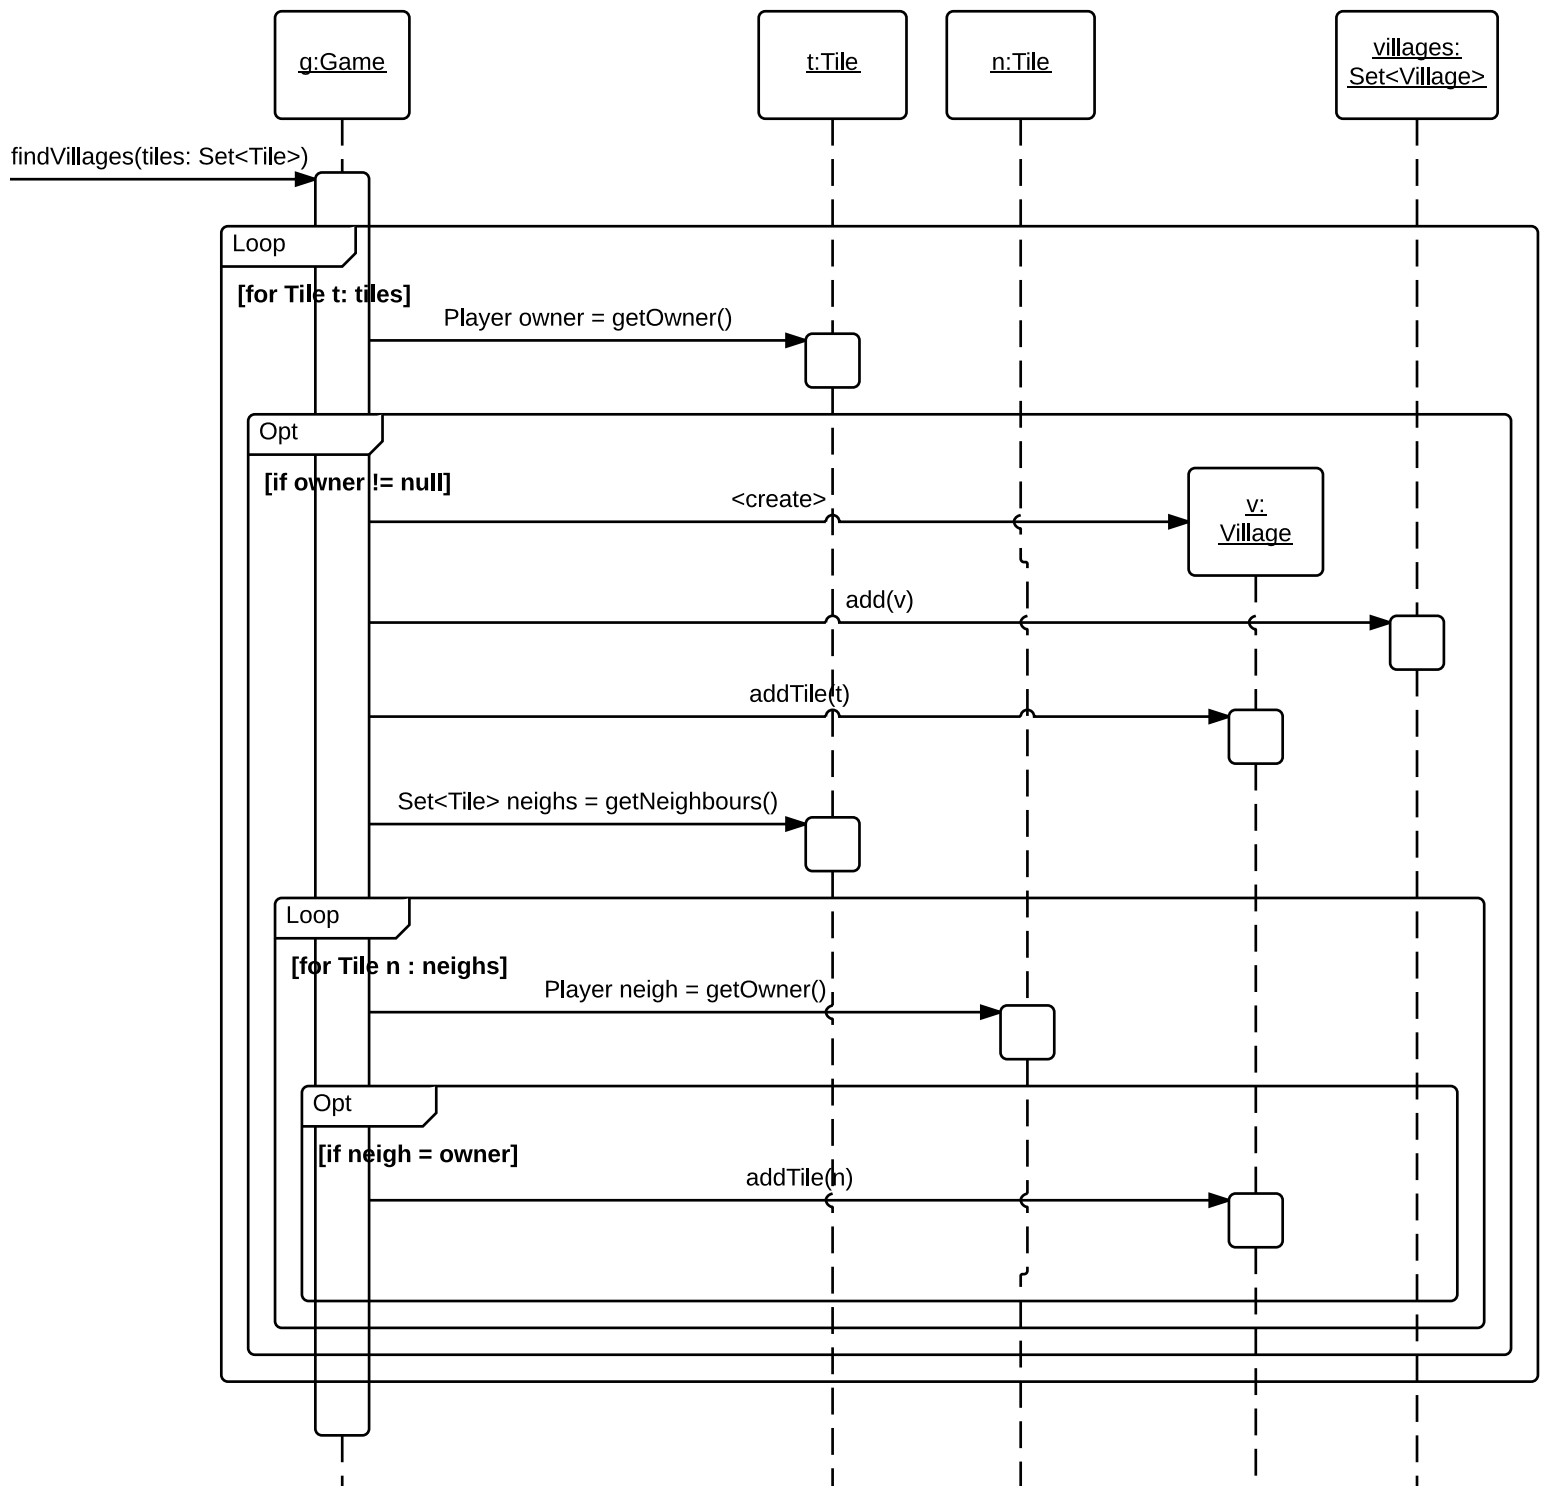 g:Game
t:Tile
n:Tile
villages:
Set<Village>
findVillages(tiles: Set<Tile>)
Loop
[for Tile t: tiles]
Player owner = getOwner()
Opt
[if owner != null]
<create>
v:
Village
add(v)
addTile(t)
Set<Tile> neighs = getNeighbours()
Loop
[for Tile n : neighs]
Player neigh = getOwner()
Opt
[if neigh = owner]
addTile(n)